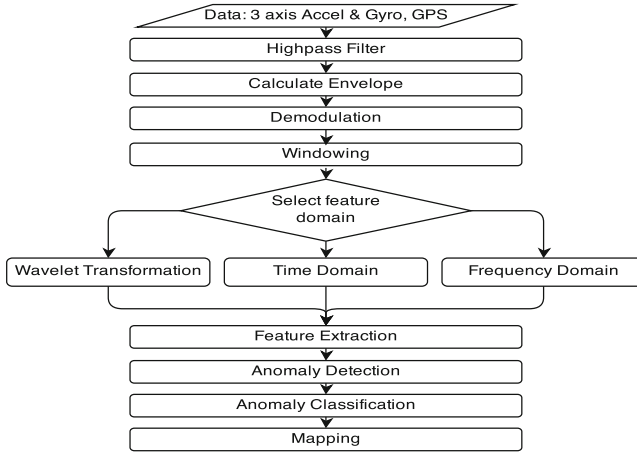 Data: 3 axis Accel & Gyro, GPS
Highpass Filter
Calculate Envelope
Demodulation
Windowing
Select feature
domain
Wavelet Transformation
Time Domain
Frequency Domain
Feature Extraction
Anomaly Detection
Anomaly Classification
Mapping